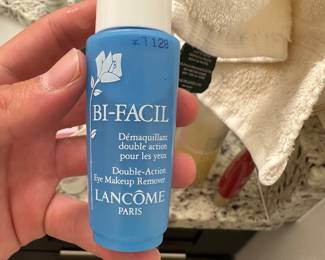 BI-FACIL
Démaquillant
double action
pour les yeux
Double-Action
Eye Makeup Remover
LANCÔME
PARIS